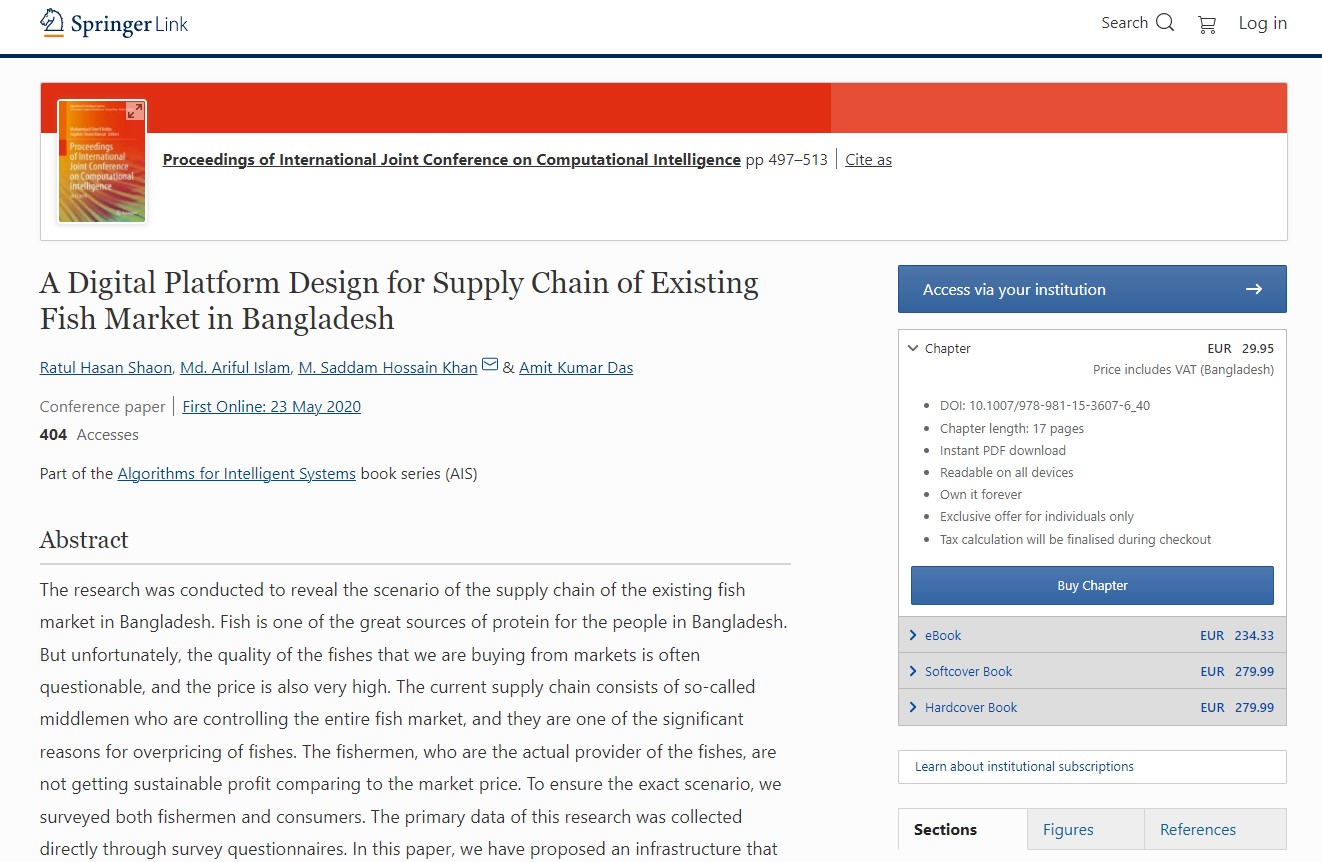 Springer Link
Search
Log in
Proceedings
of International
Joint Conference
on Computational
Intelligence
Proceedings of International Joint Conference on Computational Intelligence pp 497–513 Cite as
A Digital Platform Design for Supply Chain of Existing
Fish Market in Bangladesh
Ratul Hasan Shaon, Md. Ariful Islam, M. Saddam Hossain Khan & Amit Kumar Das
Conference paper First Online: 23 May 2020
404 Accesses
Part of the Algorithms for Intelligent Systems book series (AIS)
Abstract
The research was conducted to reveal the scenario of the supply chain of the existing fish
market in Bangladesh. Fish is one of the great sources of protein for the people in Bangladesh.
But unfortunately, the quality of the fishes that we are buying from markets is often
questionable, and the price is also very high. The current supply chain consists of so-called
middlemen who are controlling the entire fish market, and they are one of the significant
reasons for overpricing of fishes. The fishermen, who are the actual provider of the fishes, are
not getting sustainable profit comparing to the market price. To ensure the exact scenario, we
surveyed both fishermen and consumers. The primary data of this research was collected
directly through survey questionnaires. In this paper, we have proposed an infrastructure that
Access via your institution
Chapter EUR 29.95
Price includes VAT (Bangladesh)
DOI: 10.1007/978-981-15-3607-6_40
Chapter length: 17 pages
Instant PDF download
Readable on all devices
Own it forever
Exclusive offer for individuals only
Tax calculation will be finalised during checkout
Buy Chapter
eBook EUR 234.33
Softcover Book EUR 279.99
Hardcover Book EUR 279.99
Learn about institutional subscriptions
Sections Figures References